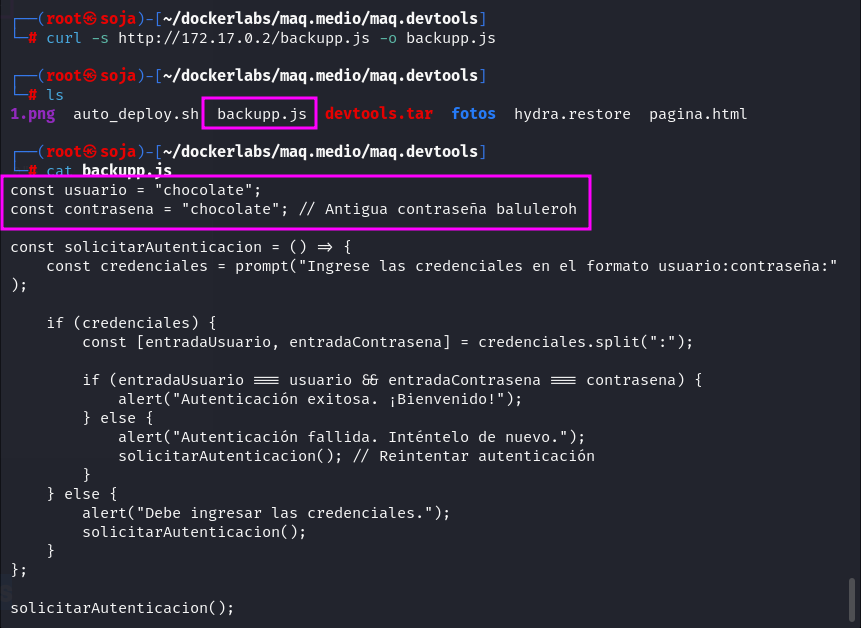 ┌──(root㉿soja)-[~/dockerlabs/maq.medio/maq.devtools]
└─# curl -s http://172.17.0.2/backupp.js -o backupp.js
┌──(root㉿soja)-[~/dockerlabs/maq.medio/maq.devtools]
└─# ls
1.png auto_deploy.sh backupp.js devtools.tar fotos hydra.restore pagina.html
┌──(root㉿soja)-[~/dockerlabs/maq.medio/maq.devtools]
└─# cat backupp.js
const usuario = "chocolate";
const contrasena = "chocolate"; // Antigua contraseña baluleroh
const solicitarAutenticacion = () => {
    const credenciales = prompt("Ingrese las credenciales en el formato usuario:contraseña:"
);
    if (credenciales) {
        const [entradaUsuario, entradaContrasena] = credenciales.split(":");
        if (entradaUsuario === usuario && entradaContrasena === contrasena) {
            alert("Autenticación exitosa. ¡Bienvenido!");
        } else {
            alert("Autenticación fallida. Inténtelo de nuevo.");
            solicitarAutenticacion(); // Reintentar autenticación
        }
    } else {
        alert("Debe ingresar las credenciales.");
        solicitarAutenticacion();
    }
};
solicitarAutenticacion();